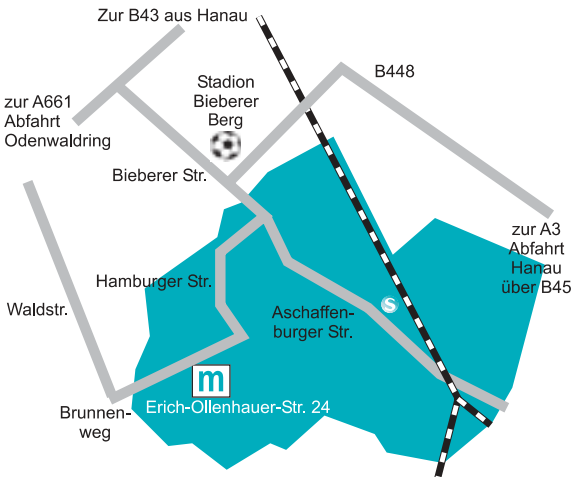 Zur B43 aus Hanau
B448
Stadion
Bieberer
Berg
zur A661
Abfahrt
Odenwaldring
Bieberer Str.
zur A3
Abfahrt
Hanau
über B45
Hamburger Str.
Waldstr.
S
Aschaffen-
burger Str.
m
Erich-Ollenhauer-Str. 24
Brunnen-
weg